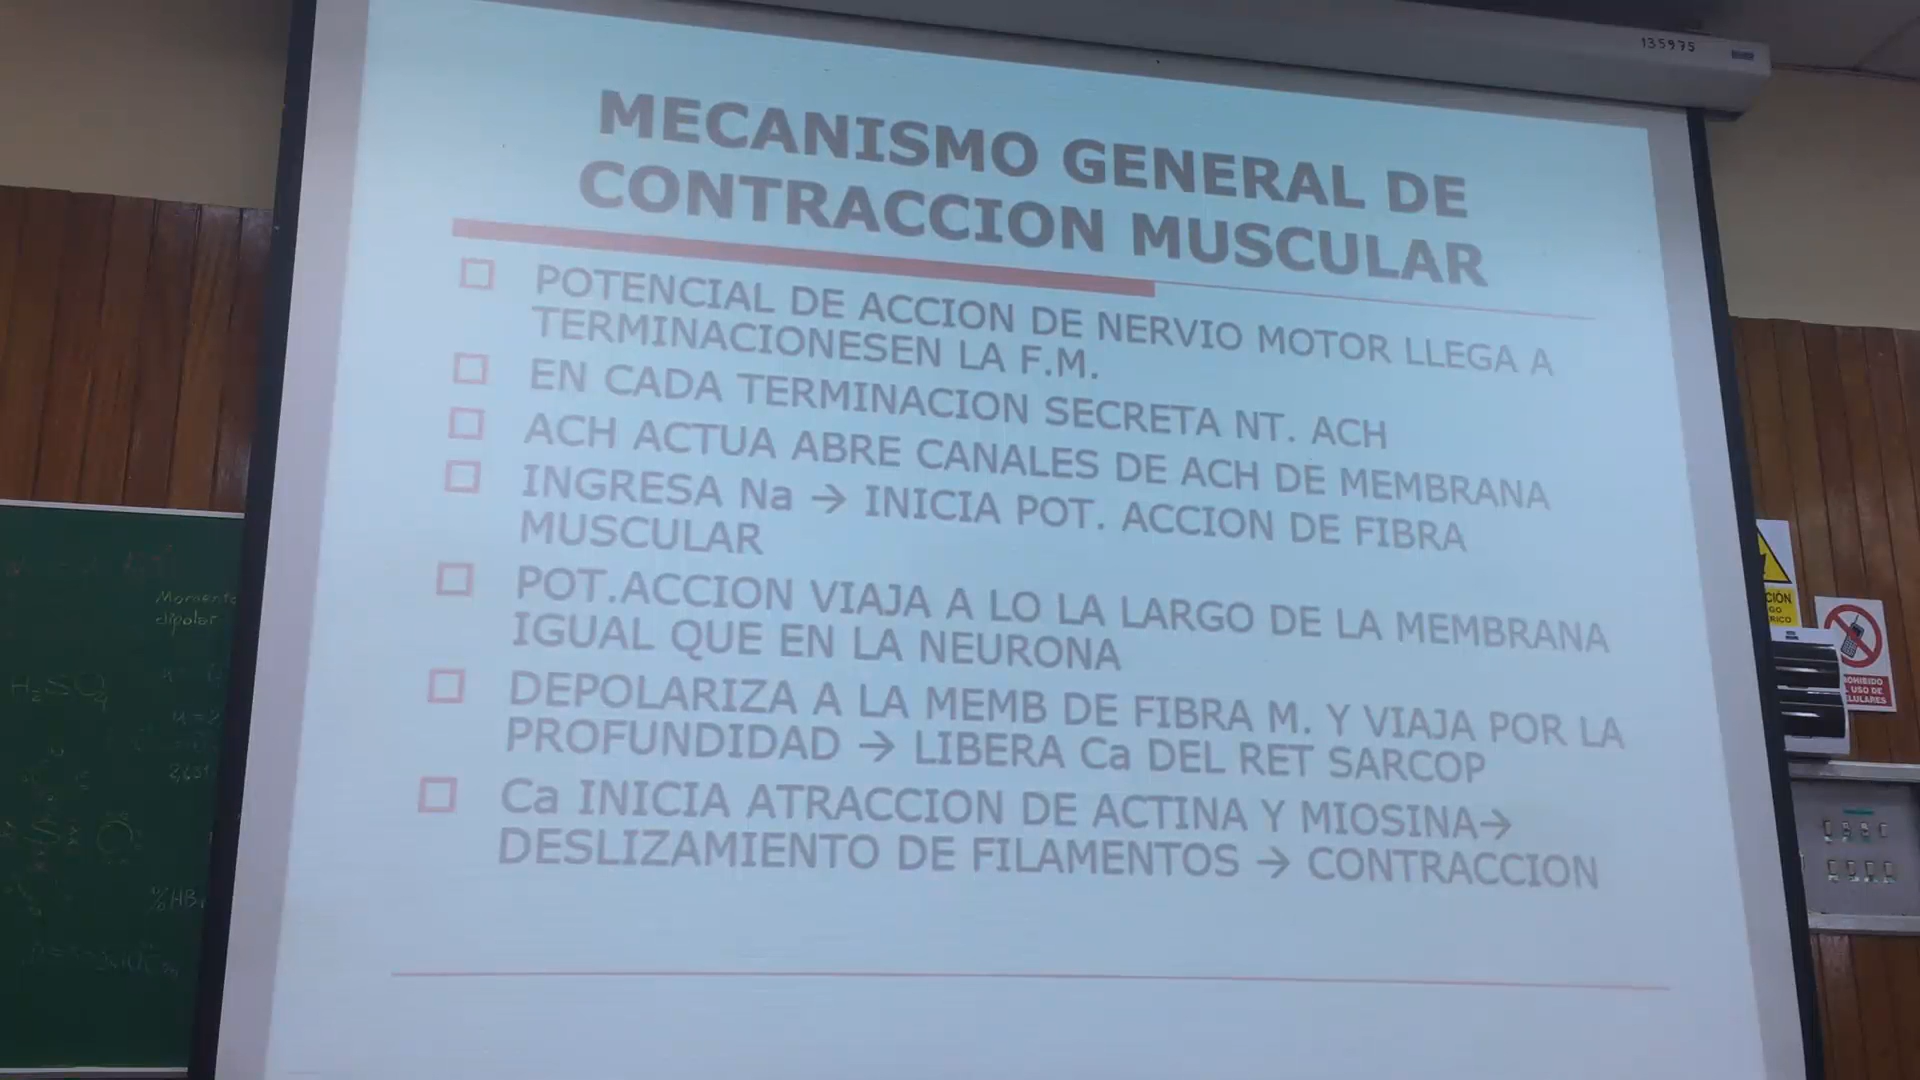 135975
MECANISMO GENERAL DE
CONTRACCION MUSCULAR
POTENCIAL DE ACCION DE NERVIO MOTOR LLEGA A
TERMINACIONESEN LA F.M.
EN CADA TERMINACION SECRETA NT. ACH
ACH ACTUA ABRE CANALES DE ACH DE MEMBRANA
INGRESA Na → INICIA POT. ACCION DE FIBRA
MUSCULAR
POT.ACCION VIAJA A LO LA LARGO DE LA MEMBRANA
IGUAL QUE EN LA NEURONA
DEPOLARIZA A LA MEMB DE FIBRA M. Y VIAJA POR LA
PROFUNDIDAD → LIBERA Ca DEL RET SARCOP
Ca INICIA ATRACCION DE ACTINA Y MIOSINA→
DESLIZAMIENTO DE FILAMENTOS → CONTRACCION
Momento
dipolar
USO DE